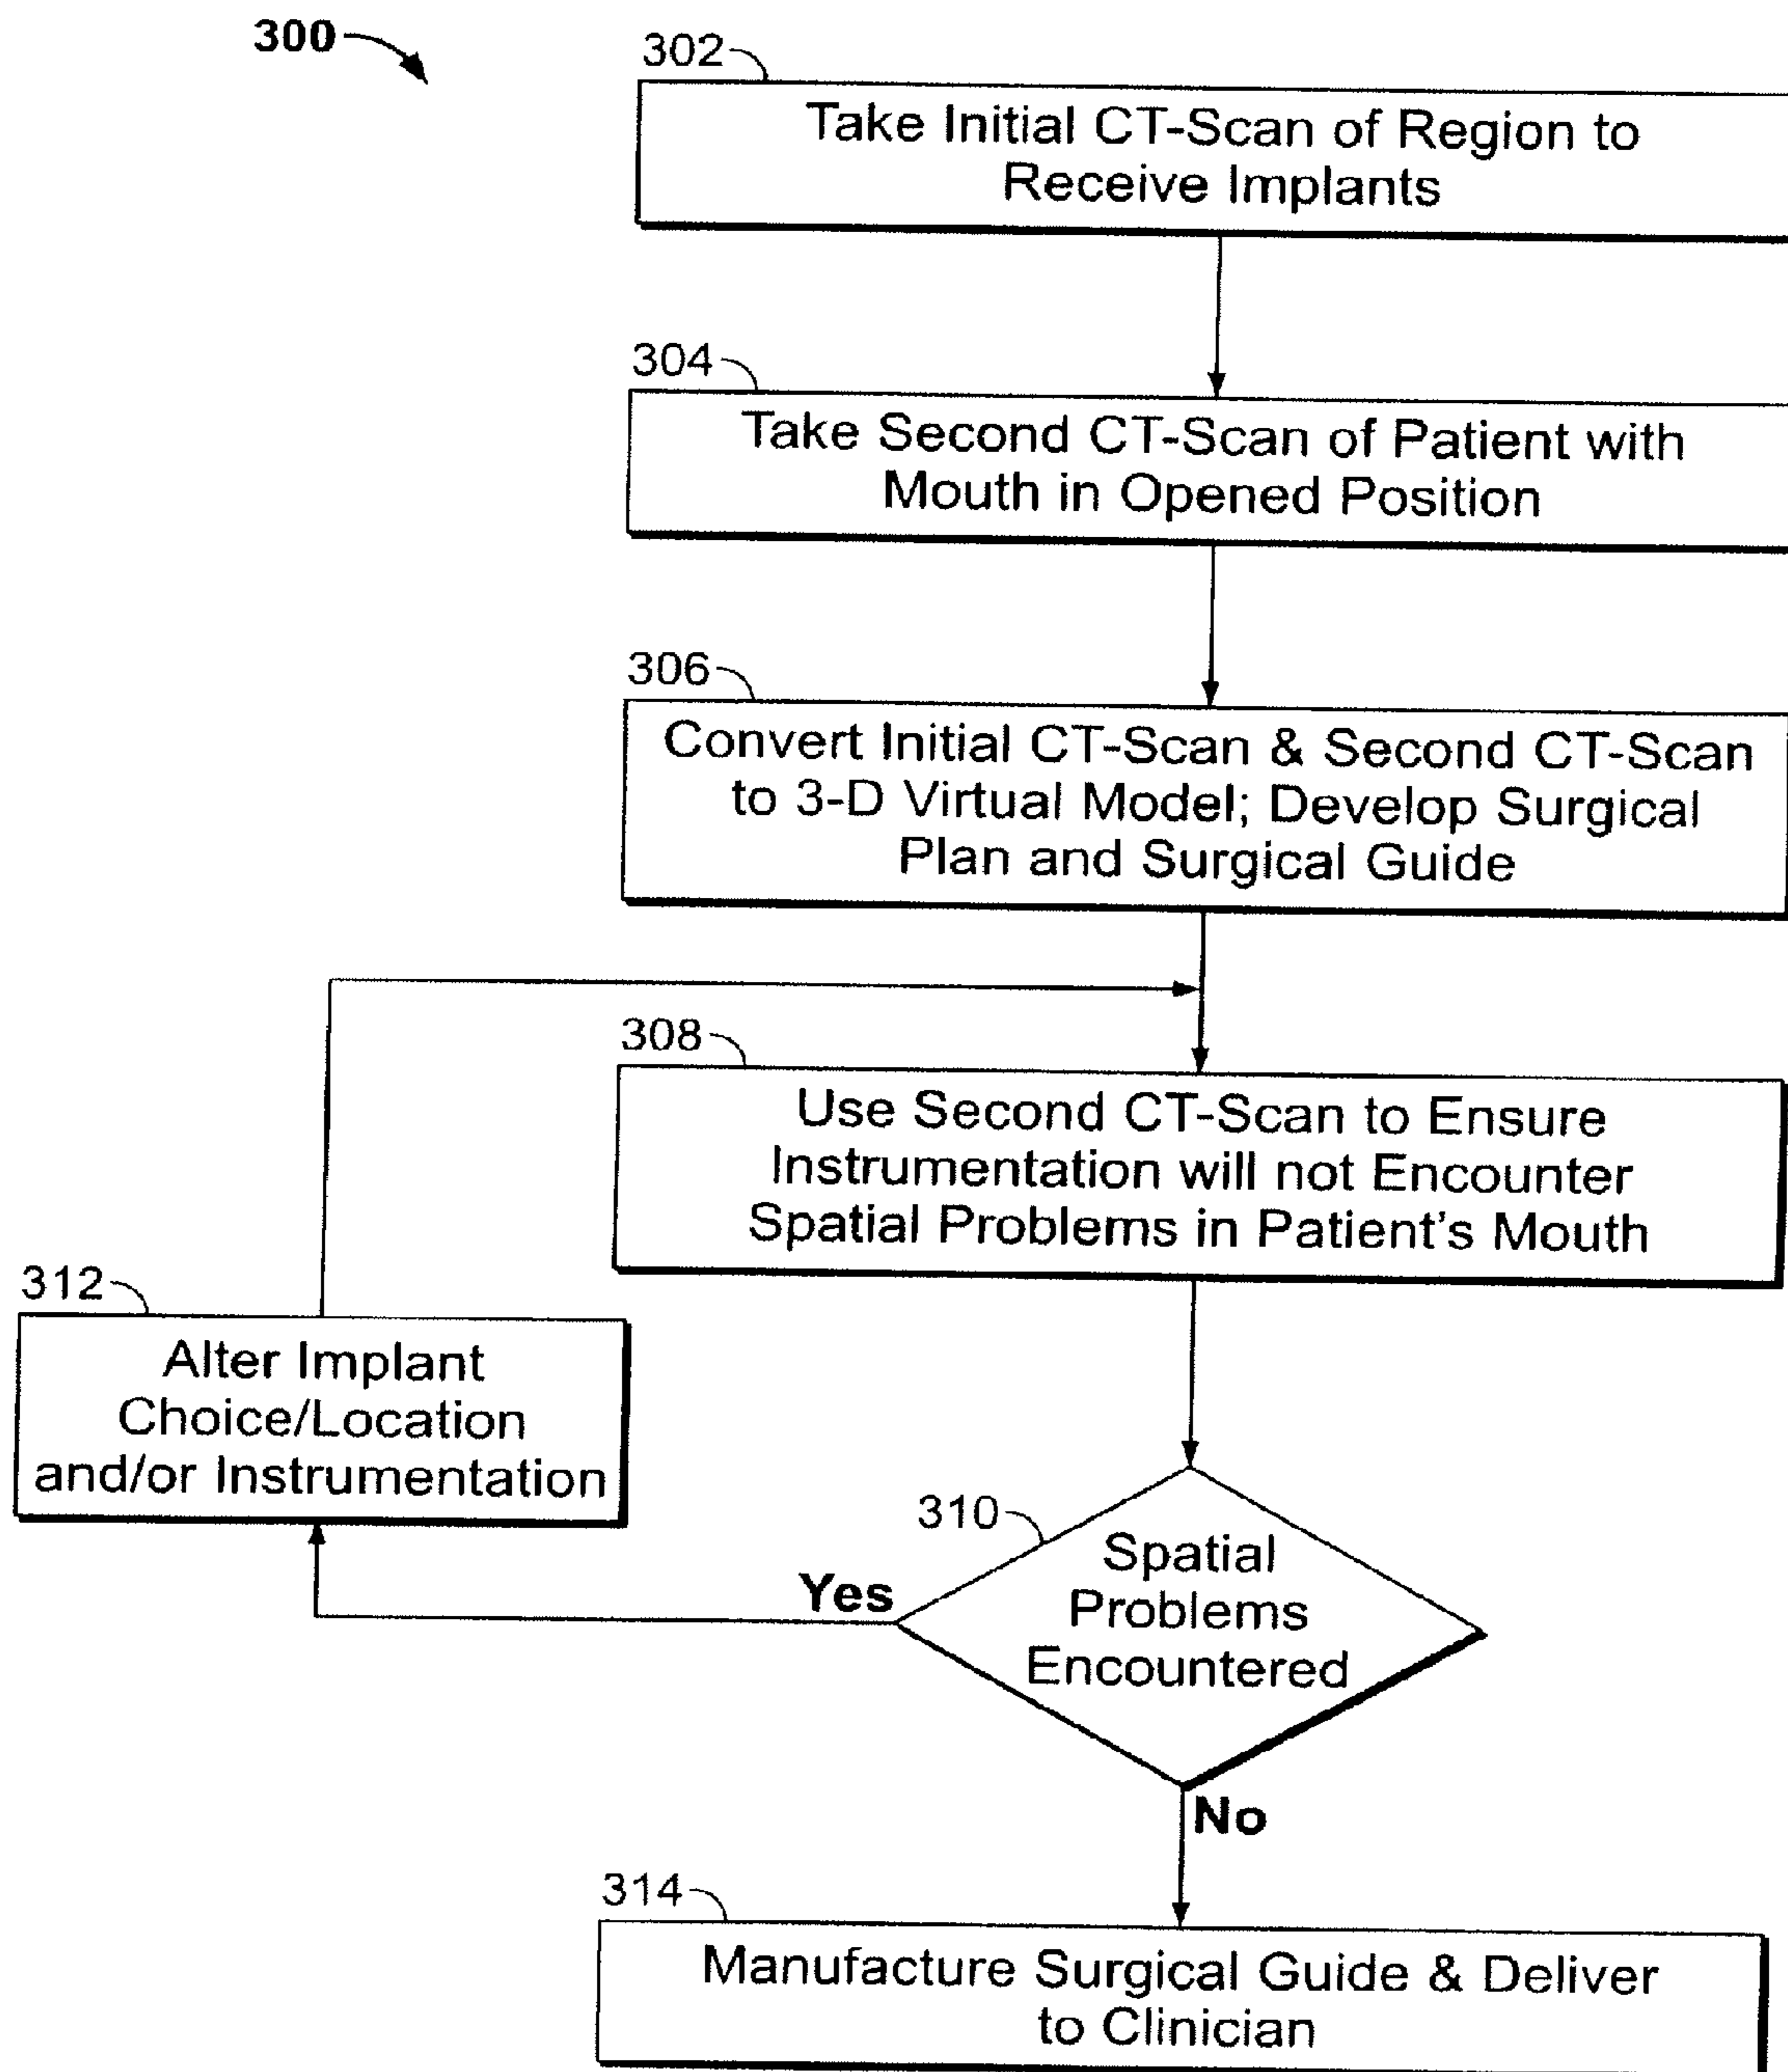 300
302
Take Initial CT-Scan of Region to
Receive Implants
304
Take Second CT-Scan of Patient with
Mouth in Opened Position
306
Convert Initial CT-Scan & Second CT-Scan
to 3-D Virtual Model; Develop Surgical
Plan and Surgical Guide
308
Use Second CT-Scan to Ensure
Instrumentation will not Encounter
Spatial Problems in Patient's Mouth
312
Alter Implant
Choice/Location
and/or Instrumentation
310
Spatial
Problems
Encountered
Yes
No
314
Manufacture Surgical Guide & Deliver
to Clinician